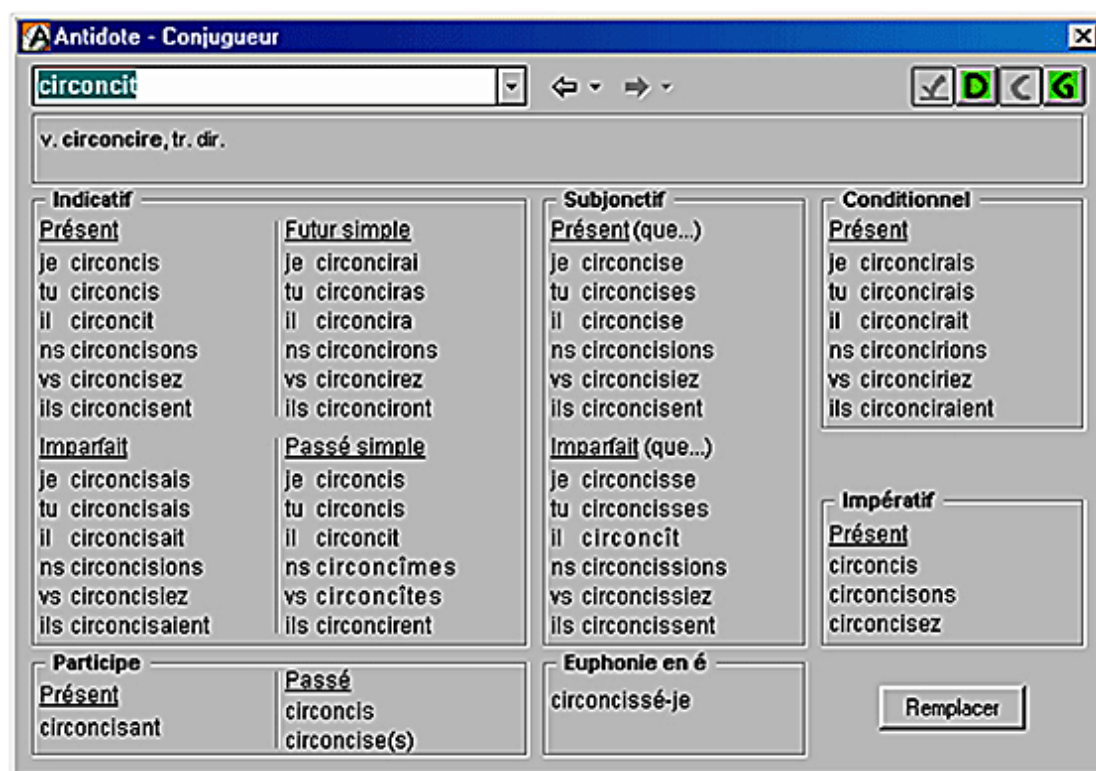 Antidote - Conjugueur
circoncit
D C G
v. circoncire, tr. dir.
Indicatif
Présent
je circoncis
tu circoncis
il circoncit
ns circoncisons
vs circoncisez
ils circoncisent
Futur simple
je circoncirai
tu circonciras
il circoncira
ns circoncirons
vs circoncirez
ils circonciront
Imparfait
je circoncisais
tu circoncisais
il circoncisait
ns circoncisions
vs circoncisiez
ils circoncisaient
Passé simple
je circoncis
tu circoncis
il circoncit
ns circoncîmes
vs circoncîtes
ils circoncirent
Subjonctif
Présent (que...)
je circoncise
tu circoncises
il circoncise
ns circoncisions
vs circoncisiez
ils circoncisent
Imparfait (que...)
je circoncisse
tu circoncisses
il circoncît
ns circoncissions
vs circoncissiez
ils circoncissent
Conditionnel
Présent
je circoncirais
tu circoncirais
il circoncirait
ns circoncirions
vs circonciriez
ils circonciraient
Impératif
Présent
circoncis
circoncisons
circoncisez
Participe
Présent
circoncisant
Passé
circoncis
circoncise(s)
Euphonie en é
circoncissé-je
Remplacer